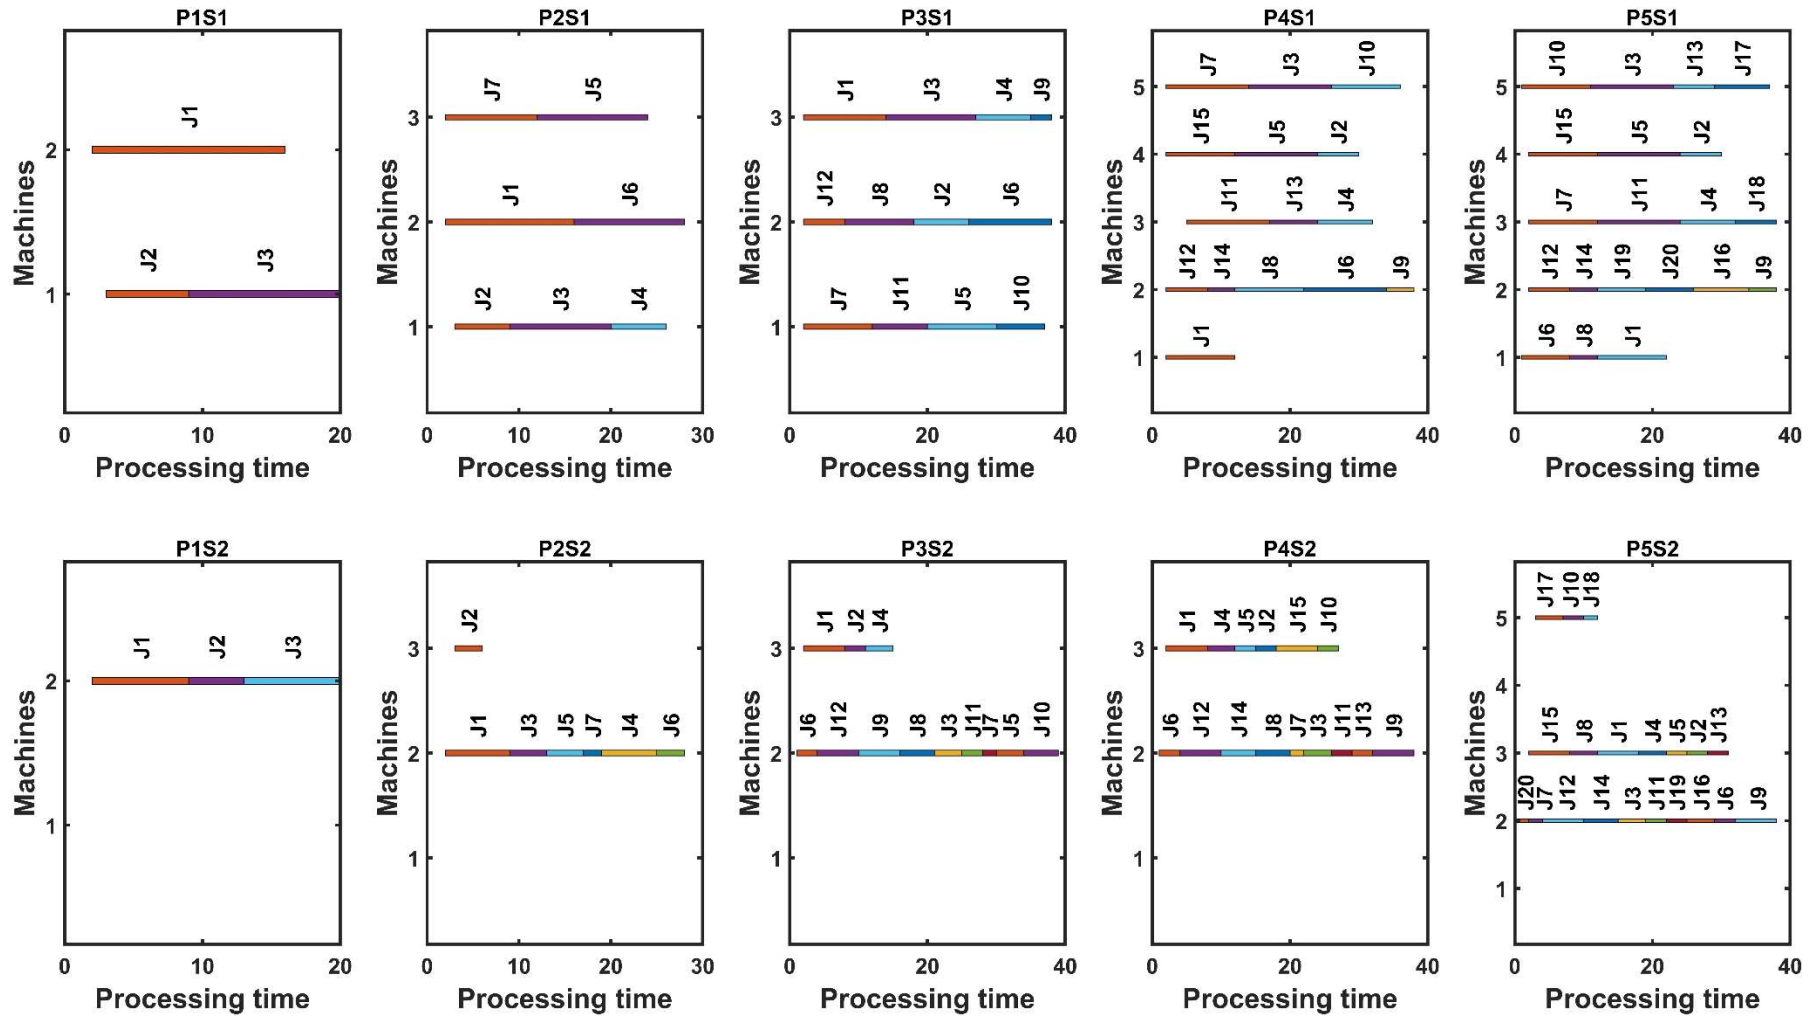 P1S1
J1
J2 J3
Machines
2
1
0 10 20
Processing time
P2S1
J7 J5
J1 J6
J2 J3 J4
Machines
3
2
1
0 10 20 30
Processing time
P3S1
J1 J3 J4 J9
J12 J8 J2 J6
J7 J11 J5 J10
Machines
3
2
1
0 20 40
Processing time
P4S1
J7 J3 J10
J15 J5 J2
J11 J13 J4
J12 J14 J8 J6 J9
J1
Machines
5
4
3
2
1
0 20 40
Processing time
P5S1
J10 J3 J13 J17
J15 J5 J2
J7 J11 J4 J18
J12 J14 J19 J20 J16 J9
J6 J8 J1
Machines
5
4
3
2
1
0 20 40
Processing time
P1S2
J1 J2 J3
Machines
2
1
0 10 20
Processing time
P2S2
J2
J1 J3 J5 J7 J4 J6
Machines
3
2
1
0 10 20 30
Processing time
P3S2
J1 J2 J4
J6 J12 J9 J8 J3 J11 J7 J5 J10
Machines
3
2
1
0 20 40
Processing time
P4S2
J1 J4 J5 J2 J15 J10
J6 J12 J14 J8 J7 J3 J11 J13 J9
Machines
3
2
1
0 20 40
Processing time
P5S2
J17 J10 J18
J15 J8 J1 J4 J5 J2 J13
J20 J7 J12 J14 J3 J11 J19 J16 J6 J9
Machines
5
4
3
2
1
0 20 40
Processing time